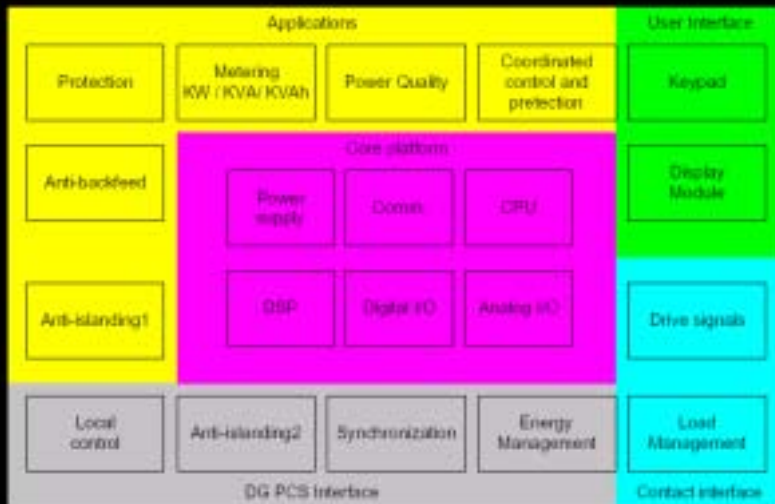 Applications
User Interface
Protection
Metering
KW / KVA/ KVAh
Power Quality
Coordinated
control and
pretection
Keypad
Core platform
Anti-backfeed
Power
supply
Comm.
CPU
Display
Module
Anti-islanding1
DSP
Digital I/O
Analog I/O
Drive signals
Local
control
Anti-islanding2
Synchronization
Energy
Management
Load
Management
DG PCS Interface
Contact interface